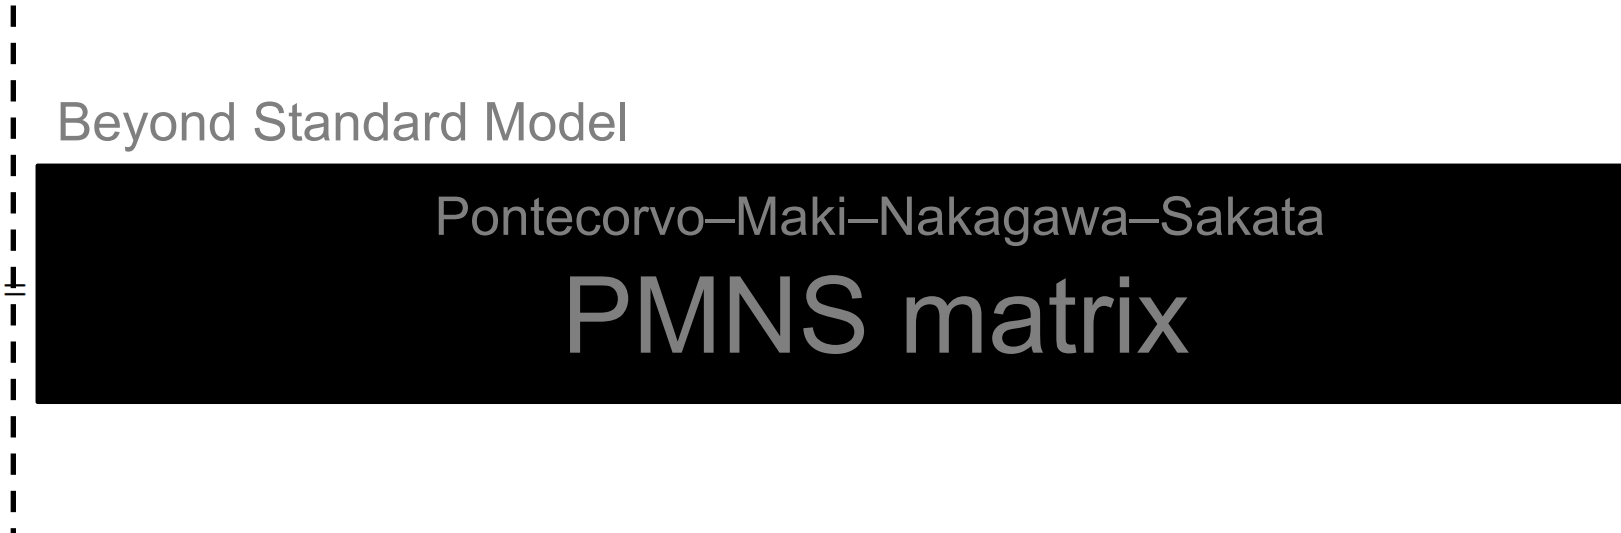 Beyond Standard Model
Pontecorvo–Maki–Nakagawa–Sakata
PMNS matrix